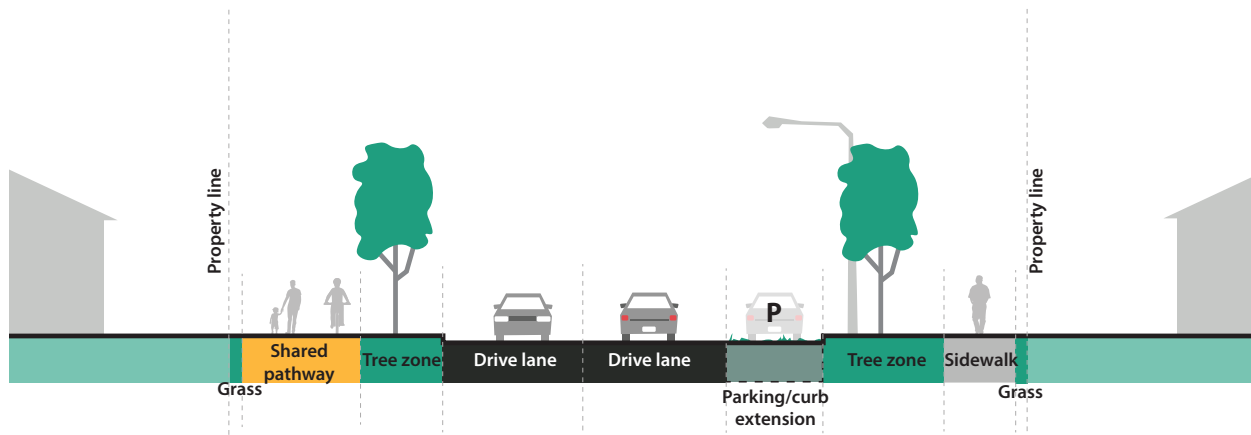 Property line
Property line
P
Shared
pathway
Tree zone
Drive lane
Drive lane
Tree zone
Sidewalk
Grass
Parking/curb
extension
Grass